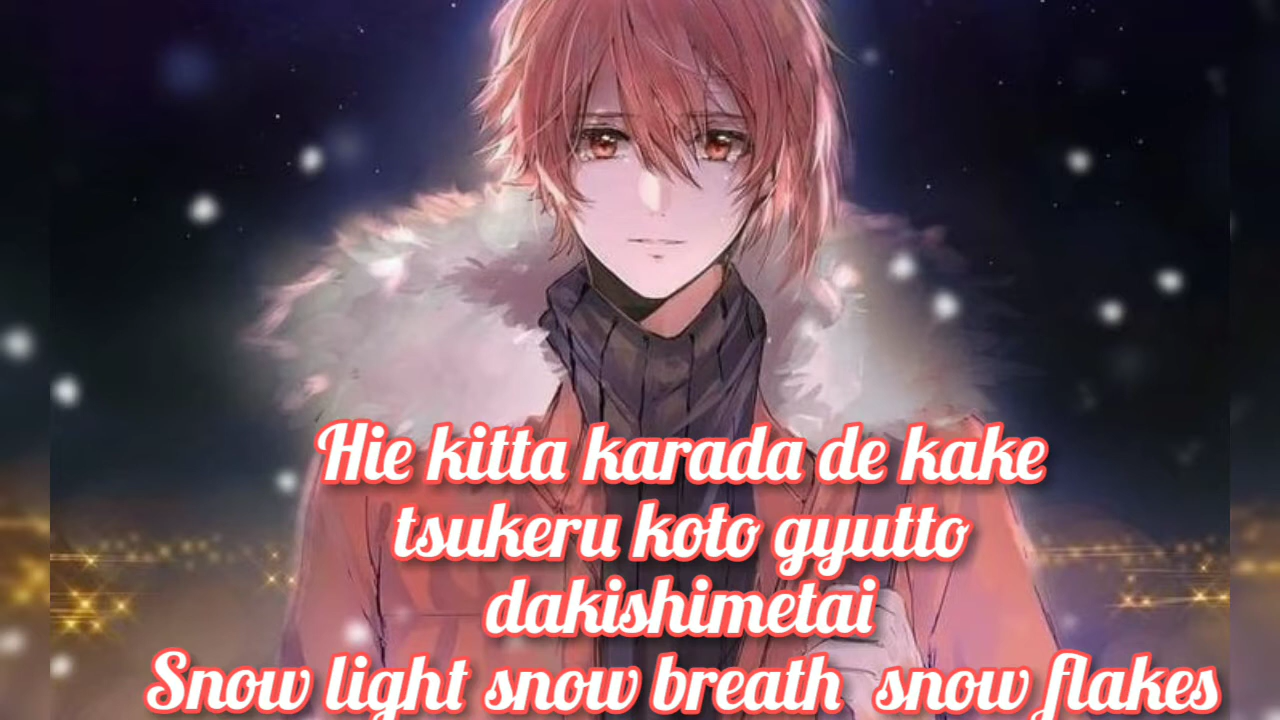 Hie kitta karada de kake
tsukeru koto gyutto
dakishimetai
Snow light snow breath snow flakes